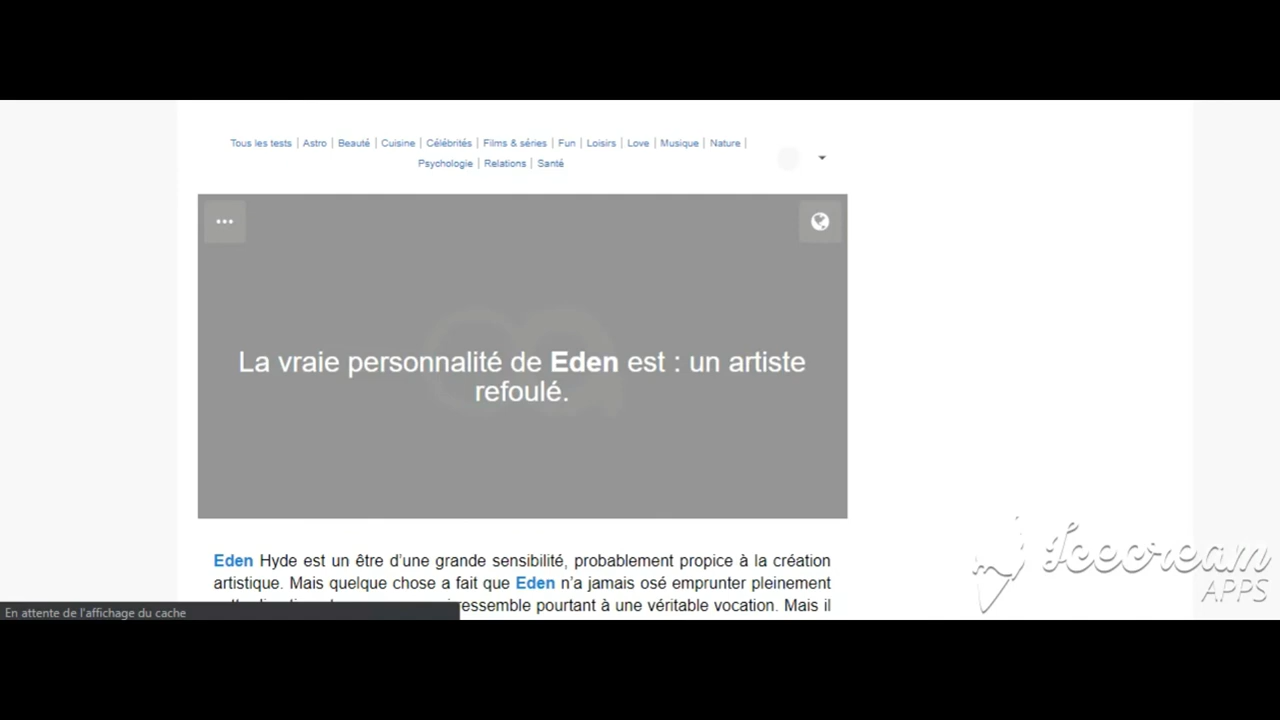 Tous les tests | Astro | Beauté | Cuisine | Célébrités | Films & séries | Fun | Loisirs | Love | Musique | Nature |
Psychologie | Relations | Santé
La vraie personnalité de Eden est : un artiste
refoulé.
Eden Hyde est un être d’une grande sensibilité, probablement propice à la création
artistique. Mais quelque chose a fait que Eden n’a jamais osé emprunter pleinement
ressemble pourtant à une véritable vocation. Mais il
En attente de l'affichage du cache
Icecream
APPS